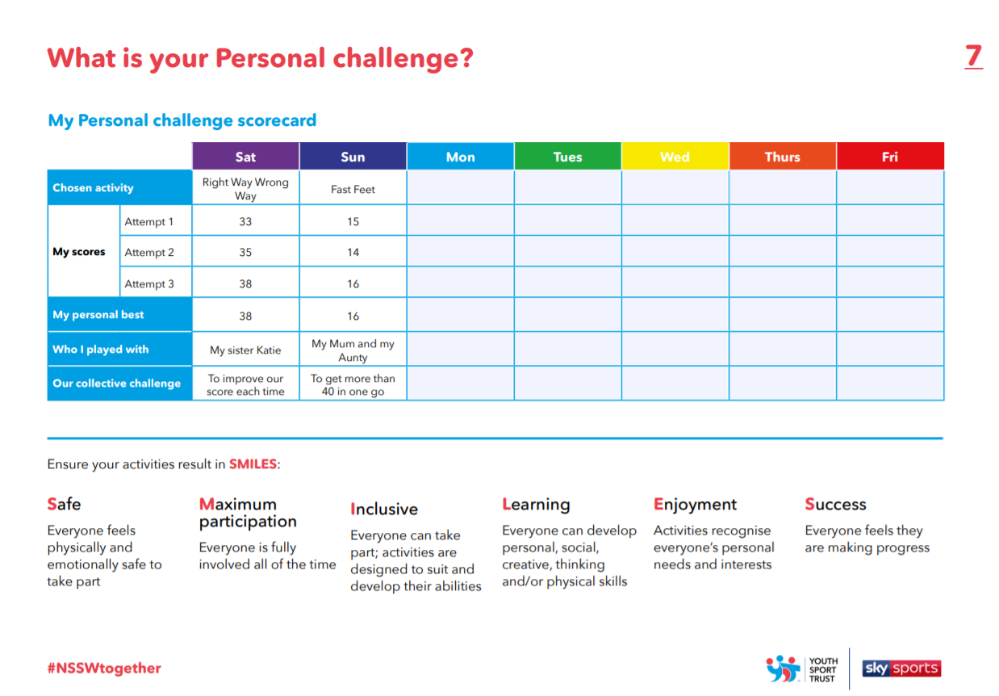 What is your Personal challenge?
7
My Personal challenge scorecard
Sat Sun Mon Tues Wed Thurs Fri
Chosen activity
Right Way Wrong
Way
Fast Feet
My scores
Attempt 1 33 15
Attempt 2 35 14
Attempt 3 38 16
My personal best 38 16
Who I played with
My sister Katie
My Mum and my
Aunty
Our collective challenge
To improve our
score each time
To get more than
40 in one go
Ensure your activities result in SMILES:
Safe
Everyone feels
physically and
emotionally safe to
take part
Maximum
participation
Everyone is fully
involved all of the time
Inclusive
Everyone can take
part; activities are
designed to suit and
develop their abilities
Learning
Everyone can develop
personal, social,
creative, thinking
and/or physical skills
Enjoyment
Activities recognise
everyone's personal
needs and interests
Success
Everyone feels they
are making progress
#NSSWtogether
YOUTH
SPORT
TRUST
sky sports